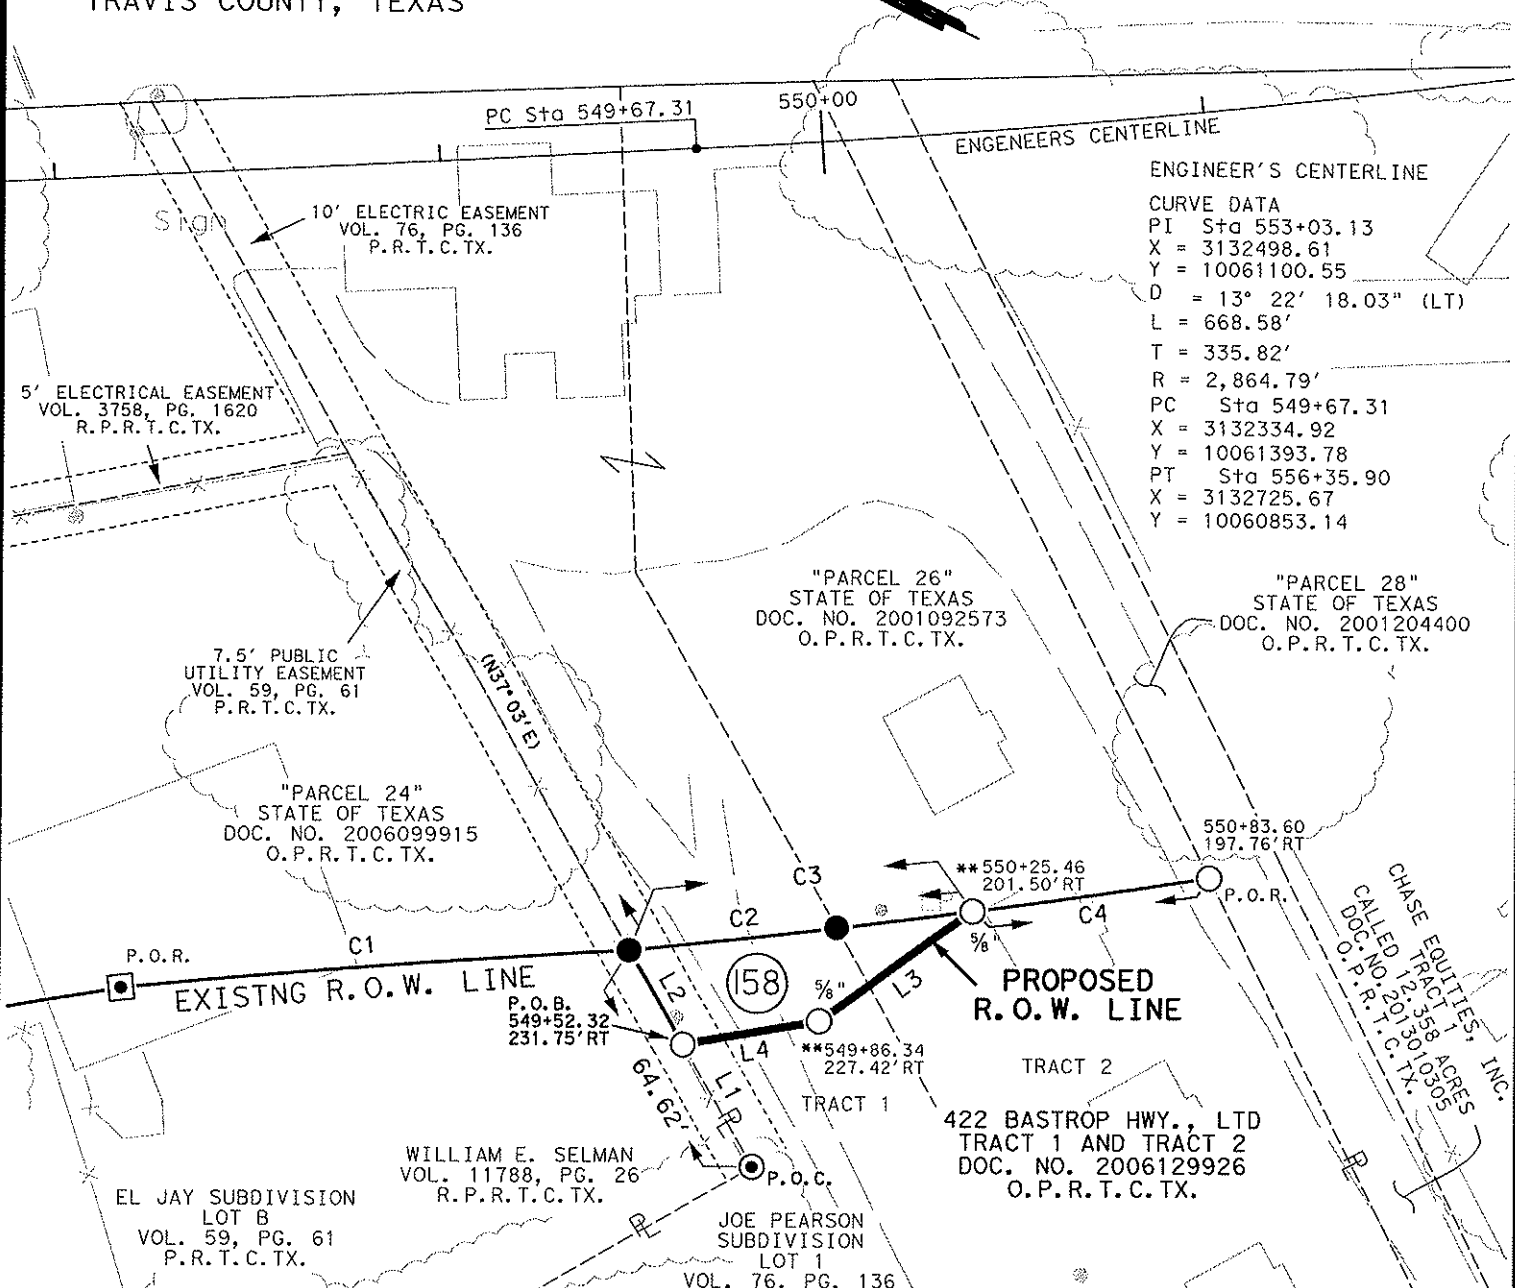 TRAVIS COUNTY, TEXAS
PC Sta 549+67.31
550+00
ENGENEERS CENTERLINE
ENGINEER'S CENTERLINE
CURVE DATA
PI Sta 553+03.13
X = 3132498.61
Y = 10061100.55
D = 13° 22' 18.03" (LT)
L = 668.58'
T = 335.82'
R = 2,864.79'
PC Sta 549+67.31
X = 3132334.92
Y = 10061393.78
PT Sta 556+35.90
X = 3132725.67
Y = 10060853.14
Sign
10' ELECTRIC EASEMENT
VOL. 76, PG. 136
P.R.T.C.TX.
5' ELECTRICAL EASEMENT
VOL. 3758, PG. 1620
R.P.R.T.C.TX.
7.5' PUBLIC
UTILITY EASEMENT
VOL. 59, PG. 61
P.R.T.C.TX.
(N37°03'E)
"PARCEL 26"
STATE OF TEXAS
DOC. NO. 2001092573
O.P.R.T.C.TX.
"PARCEL 28"
STATE OF TEXAS
DOC. NO. 2001204400
O.P.R.T.C.TX.
"PARCEL 24"
STATE OF TEXAS
DOC. NO. 2006099915
O.P.R.T.C.TX.
550+83.60
197.76'RT
P.O.R.
**550+25.46
201.50'RT
C3
C2
C4
C1
P.O.R.
EXISTNG R.O.W. LINE
L2
158
5/8"
L3
5/8"
PROPOSED
R.O.W. LINE
P.O.B.
549+52.32
231.75'RT
L4
**549+86.34
227.42'RT
L1
PL
64.62'
TRACT 2
TRACT 1
CHASE EQUITIES, INC.
TRACT 1
CALLED 12.358 ACRES
DOC. NO. 2013010305
O.P.R.T.C.TX.
422 BASTROP HWY., LTD
TRACT 1 AND TRACT 2
DOC. NO. 2006129926
O.P.R.T.C.TX.
PL
WILLIAM E. SELMAN
VOL. 11788, PG. 26
R.P.R.T.C.TX.
P.O.C.
PL
EL JAY SUBDIVISION
LOT B
VOL. 59, PG. 61
P.R.T.C.TX.
JOE PEARSON
SUBDIVISION
LOT 1
VOL. 76, PG. 136